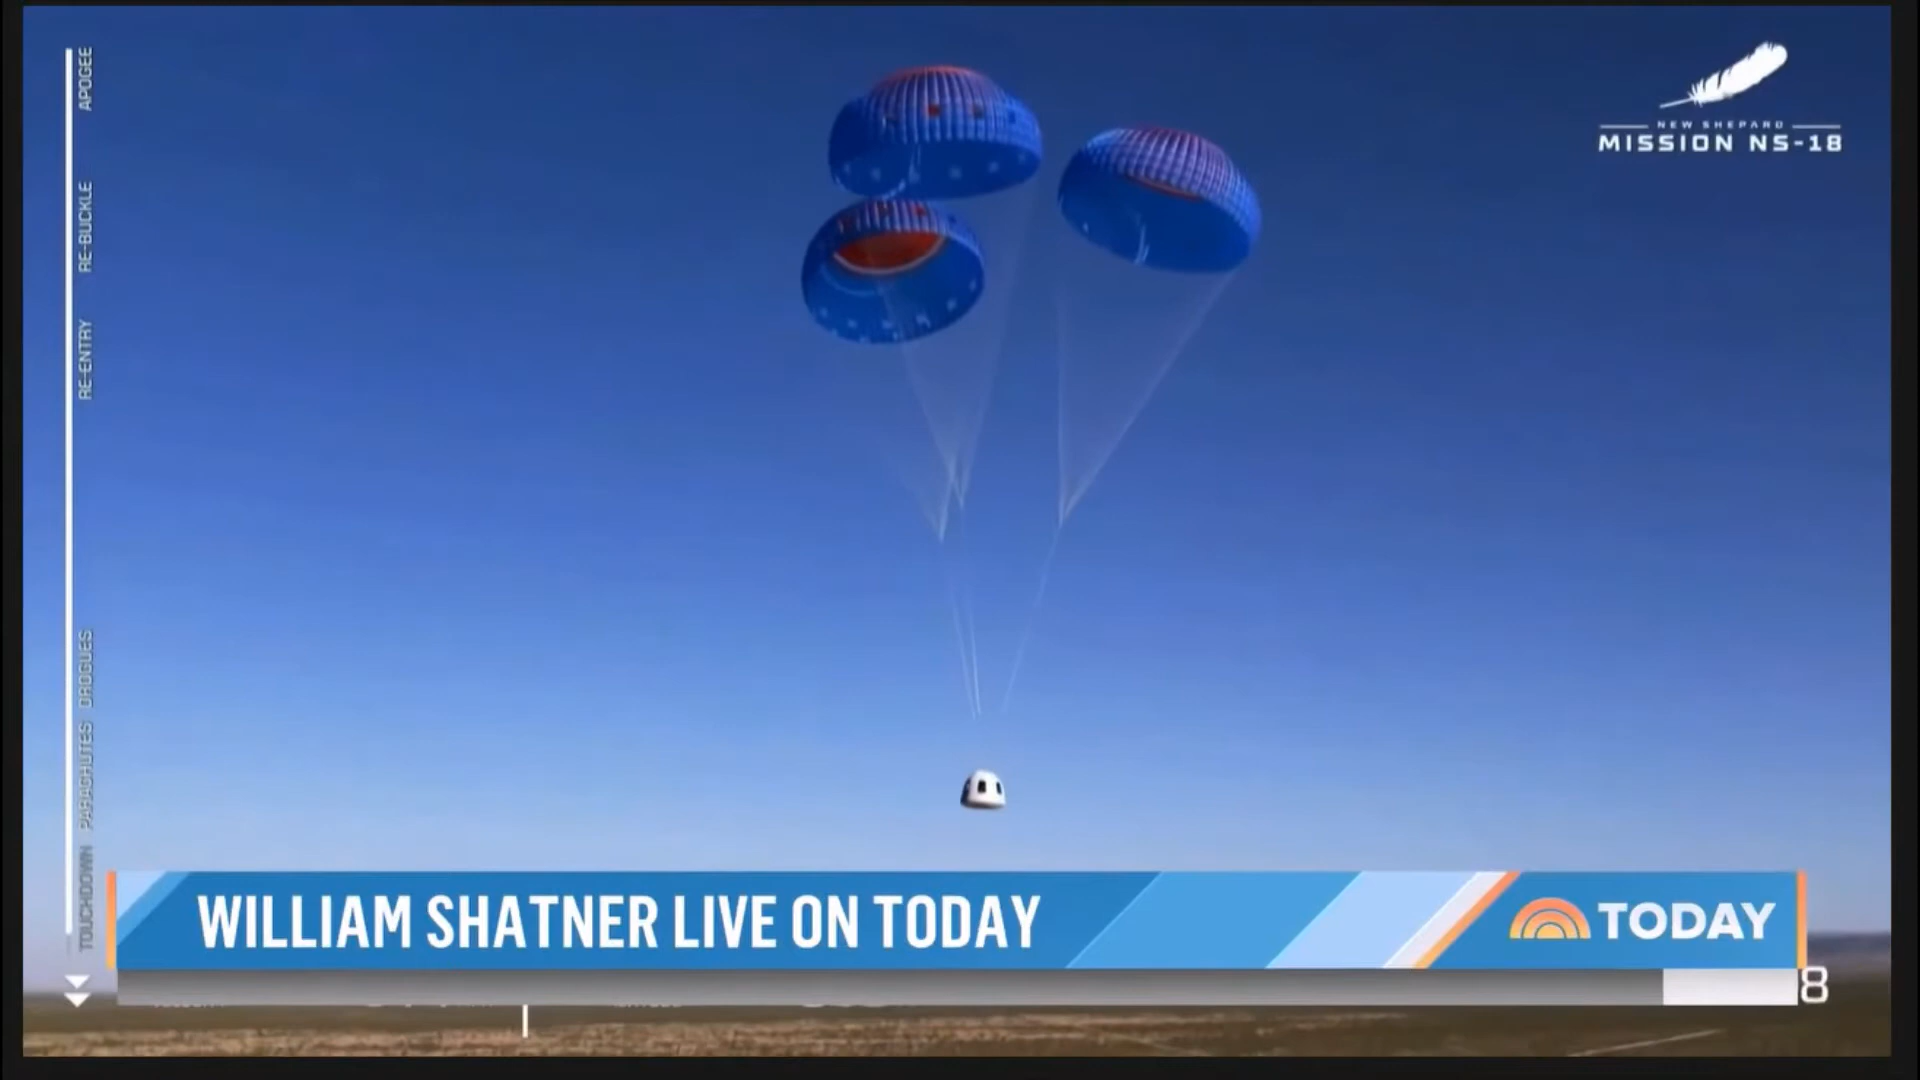 APOGEE
RE-BUCKLE
RE-ENTRY
DROGUES
PARACHUTES
TOUCHDOWN
NEW SHEPARD
MISSION NS-18
WILLIAM SHATNER LIVE ON TODAY
TODAY
8